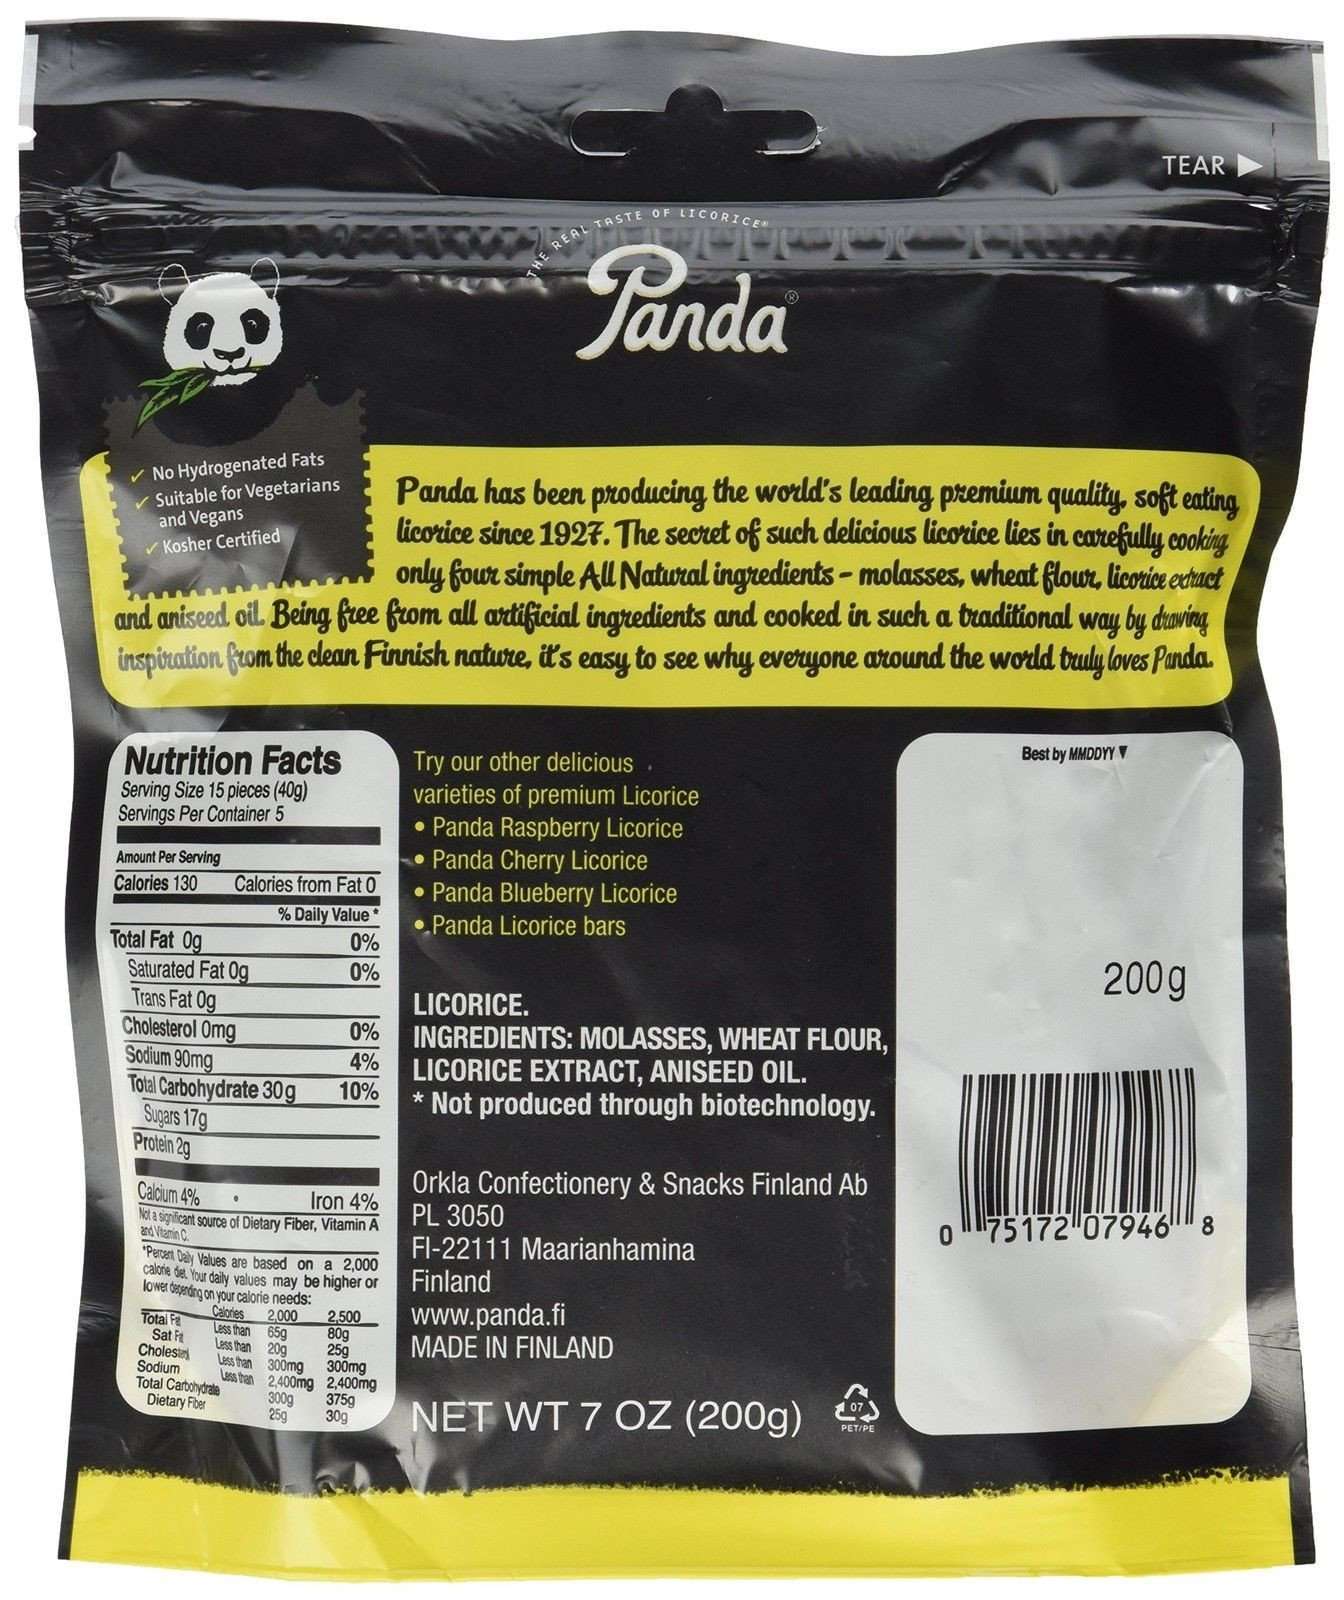 TEAR
THE REAL TASTE OF LICORICE®
Panda®
✓ No Hydrogenated Fats
✓ Suitable for Vegetarians
and Vegans
✓ Kosher Certified
Panda has been producing the world's leading premium quality, soft eating
licorice since 1927. The secret of such delicious licorice lies in carefully cooking
only four simple All Natural ingredients – molasses, wheat flour, licorice extract
and aniseed oil. Being free from all artificial ingredients and cooked in such a traditional way by drawing
inspiration from the clean Finnish nature, it's easy to see why everyone around the world truly loves Panda.
Nutrition Facts
Serving Size 15 pieces (40g)
Servings Per Container 5
Amount Per Serving
Calories 130 Calories from Fat 0
% Daily Value *
Total Fat 0g 0%
Saturated Fat 0g 0%
Trans Fat 0g
Cholesterol 0mg 0%
Sodium 90mg 4%
Total Carbohydrate 30g 10%
Sugars 17g
Protein 2g
Calcium 4% • Iron 4%
Not a significant source of Dietary Fiber, Vitamin A
and Vitamin C.
*Percent Daily Values are based on a 2,000
calorie diet. Your daily values may be higher or
lower depending on your calorie needs:
Calories 2,000 2,500
Total Fat Less than 65g 80g
Sat Fat Less than 20g 25g
Cholesterol Less than 300mg 300mg
Sodium Less than 2,400mg 2,400mg
Total Carbohydrate 300g 375g
Dietary Fiber 25g 30g
Try our other delicious
varieties of premium Licorice
• Panda Raspberry Licorice
• Panda Cherry Licorice
• Panda Blueberry Licorice
• Panda Licorice bars
LICORICE.
INGREDIENTS: MOLASSES, WHEAT FLOUR,
LICORICE EXTRACT, ANISEED OIL.
* Not produced through biotechnology.
Orkla Confectionery & Snacks Finland Ab
PL 3050
FI-22111 Maarianhamina
Finland
www.panda.fi
MADE IN FINLAND
NET WT 7 OZ (200g)
07
PET/PE
Best by MMDDYY
200g
0 75172 07946 8